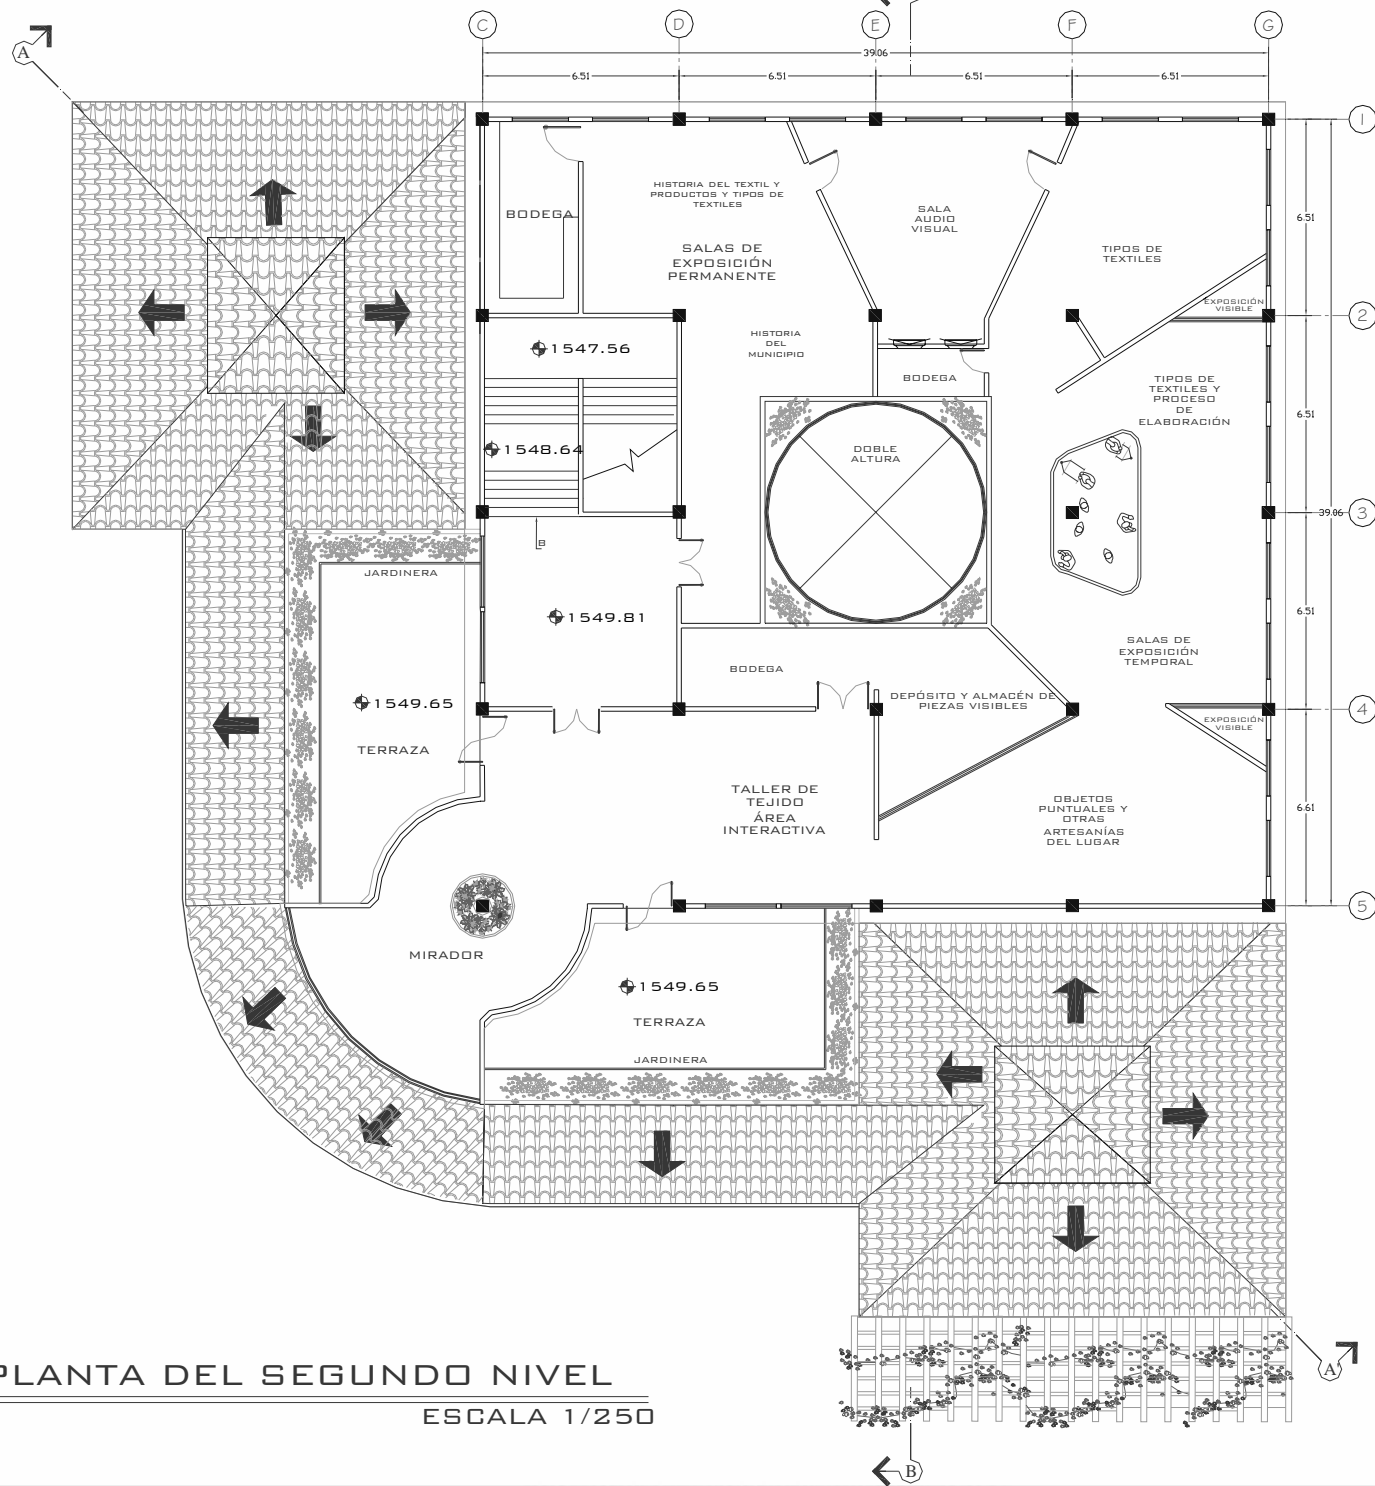 C
D
E
F
G
A
39.06
6.51
6.51
6.51
6.51
1
HISTORIA DEL TEXTIL Y
PRODUCTOS Y TIPOS DE
TEXTILES
BODEGA
SALA
AUDIO
VISUAL
6.51
SALAS DE
EXPOSICIÓN
PERMANENTE
TIPOS DE
TEXTILES
EXPOSICIÓN
VISIBLE
2
HISTORIA
DEL
MUNICIPIO
1547.56
BODEGA
TIPOS DE
TEXTILES Y
PROCESO
DE
ELABORACIÓN
6.51
1548.64
DOBLE
ALTURA
39.06
3
B
JARDINERA
1549.81
6.51
SALAS DE
EXPOSICIÓN
TEMPORAL
BODEGA
DEPÓSITO Y ALMACÉN DE
PIEZAS VISIBLES
1549.65
TERRAZA
EXPOSICIÓN
VISIBLE
4
TALLER DE
TEJIDO
ÁREA
INTERACTIVA
OBJETOS
PUNTUALES Y
OTRAS
ARTESANÍAS
DEL LUGAR
6.61
5
MIRADOR
1549.65
TERRAZA
JARDINERA
PLANTA DEL SEGUNDO NIVEL
ESCALA 1/250
A
B